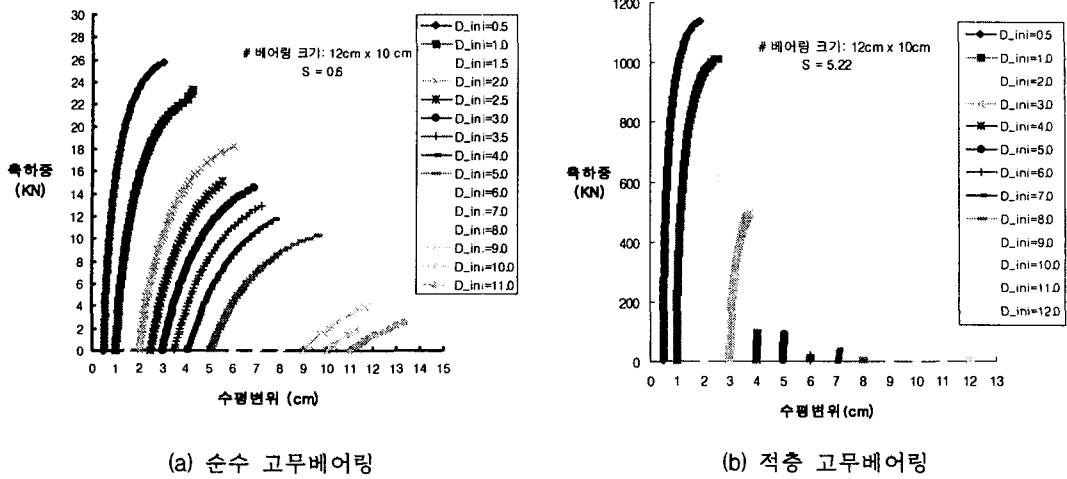 30
28
26
24
22
20
18
16
14
12
10
8
6
4
2
0
축하중
(KN)
# 베어링 크기: 12cm x 10 cm
S = 0.6
D_ini=0.5
D_ini=1.0
D_ini=1.5
D_ini=2.0
D_ini=2.5
D_ini=3.0
D_ini=3.5
D_ini=4.0
D_ini=5.0
D_ini=6.0
D_ini=7.0
D_ini=8.0
D_ini=9.0
D_ini=10.0
D_ini=11.0
0 1 2 3 4 5 6 7 8 9 10 11 12 13 14 15
수평변위 (cm)
(a) 순수 고무베어링
1200
1000
800
600
400
200
0
축하중
(KN)
# 베어링 크기: 12cm x 10cm
S = 5.22
D_ini=0.5
D_ini=1.0
D_ini=2.0
D_ini=3.0
D_ini=4.0
D_ini=5.0
D_ini=6.0
D_ini=7.0
D_ini=8.0
D_ini=9.0
D_ini=10.0
D_ini=11.0
D_ini=12.0
0 1 2 3 4 5 6 7 8 9 10 11 12 13
수평변위(cm)
(b) 적층 고무베어링